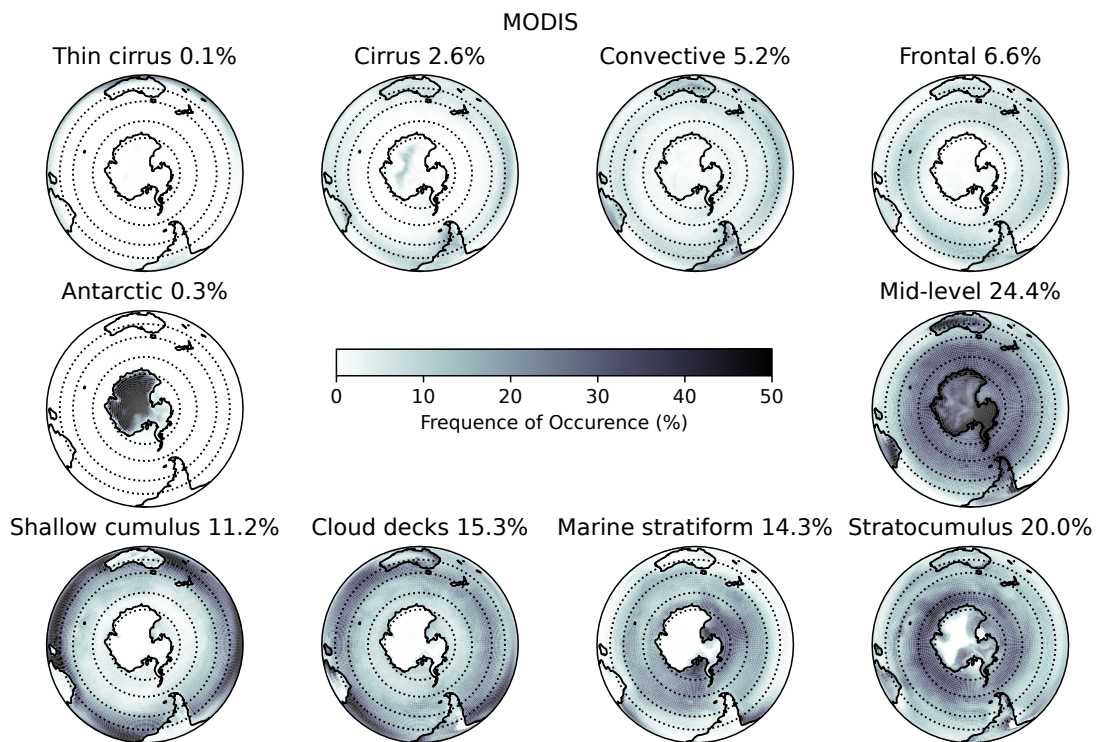 MODIS
Thin cirrus 0.1%
Cirrus 2.6%
Convective 5.2%
Frontal 6.6%
Antarctic 0.3%
Mid-level 24.4%
0 10 20 30 40 50
Frequence of Occurence (%)
Shallow cumulus 11.2%
Cloud decks 15.3%
Marine stratiform 14.3%
Stratocumulus 20.0%